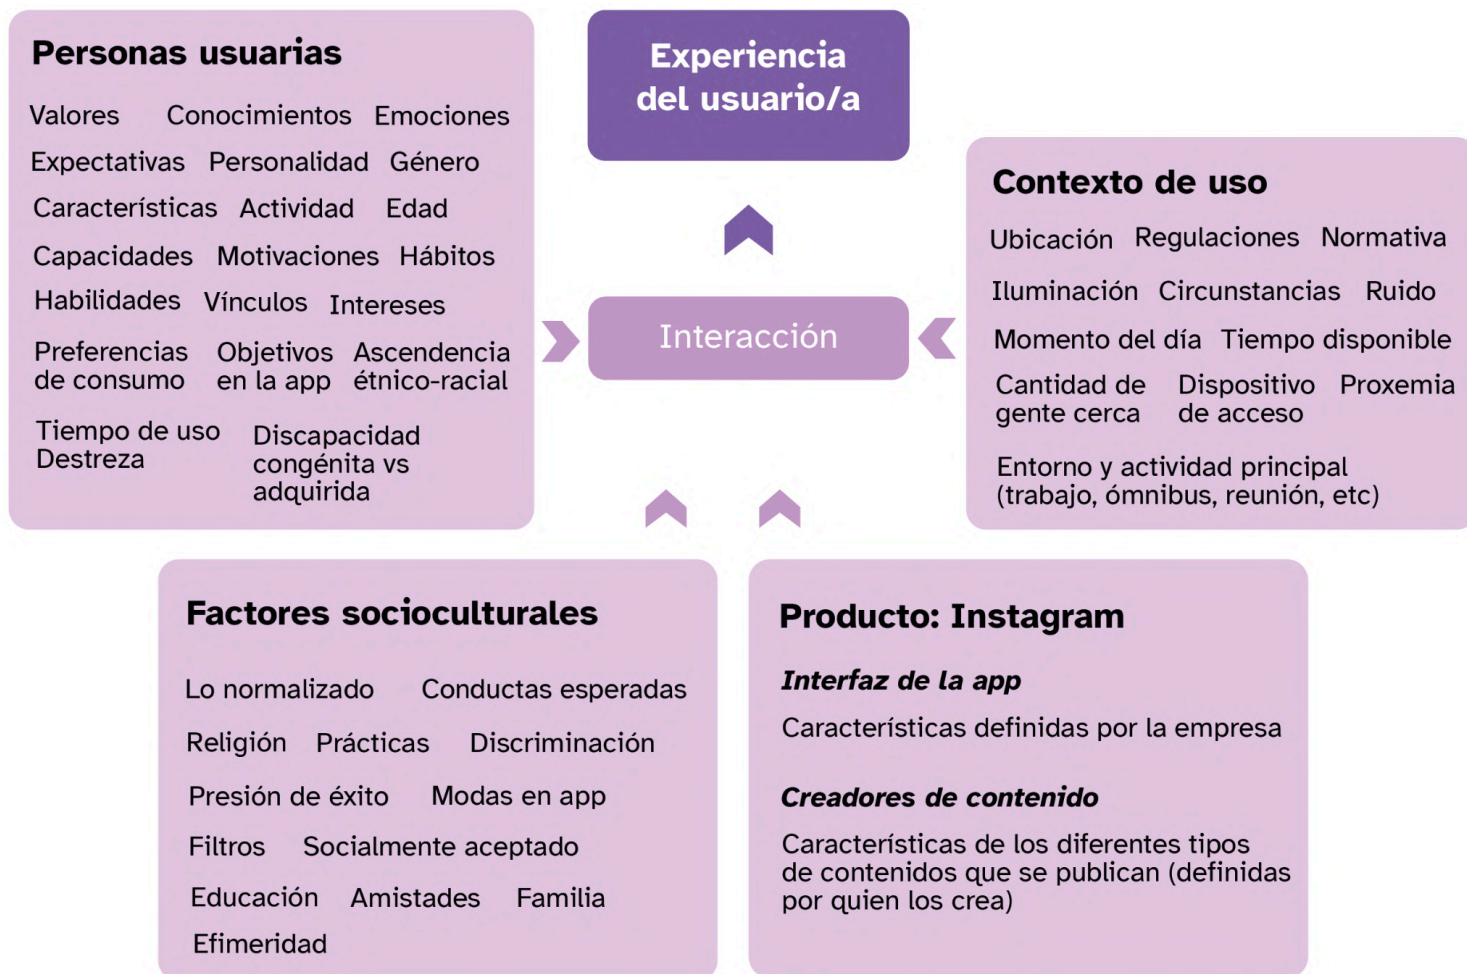 Personas usuarias
Valores Conocimientos Emociones
Expectativas Personalidad Género
Características Actividad Edad
Capacidades Motivaciones Hábitos
Habilidades Vínculos Intereses
Preferencias de consumo Objetivos en la app Ascendencia étnico-racial
Tiempo de uso
Destreza
Discapacidad
congénita vs
adquirida
Experiencia
del usuario/a
Interacción
Contexto de uso
Ubicación Regulaciones Normativa
Iluminación Circunstancias Ruido
Momento del día Tiempo disponible
Cantidad de gente cerca Dispositivo de acceso Proxemia
Entorno y actividad principal
(trabajo, ómnibus, reunión, etc)
Factores socioculturales
Lo normalizado Conductas esperadas
Religión Prácticas Discriminación
Presión de éxito Modas en app
Filtros Socialmente aceptado
Educación Amistades Familia
Efimeridad
Producto: Instagram
Interfaz de la app
Características definidas por la empresa
Creadores de contenido
Características de los diferentes tipos
de contenidos que se publican (definidas
por quien los crea)